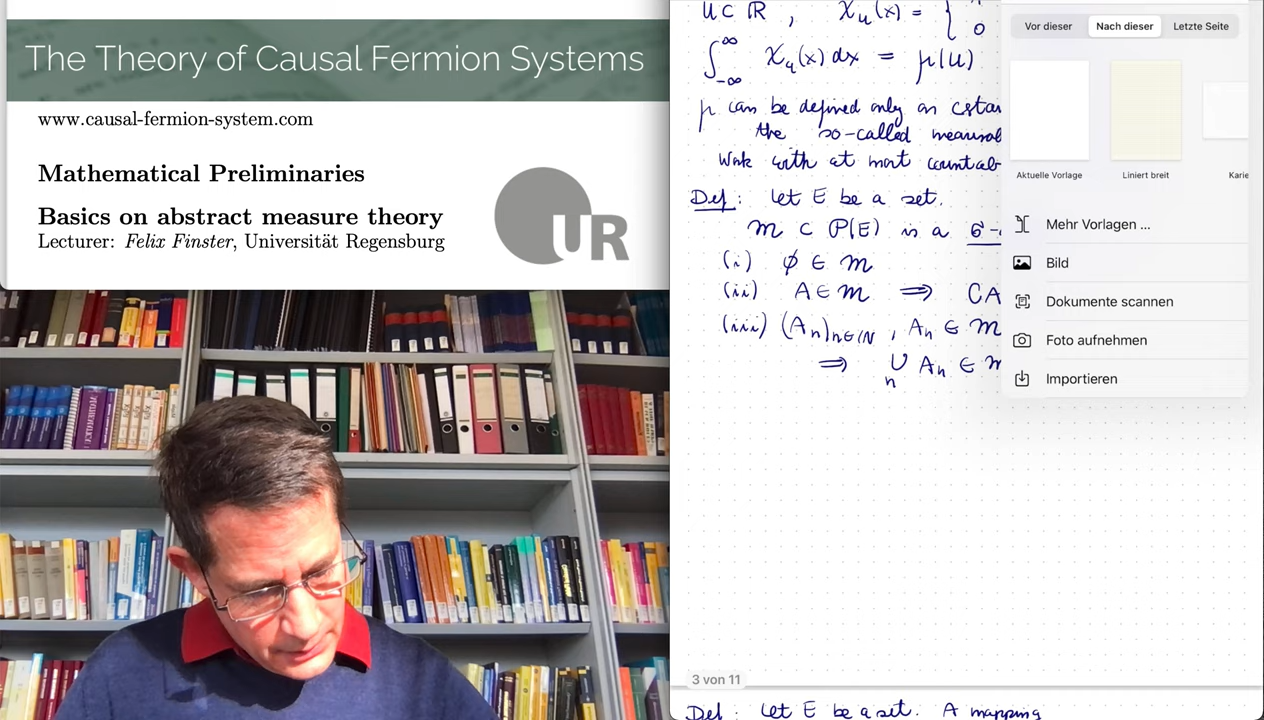 The Theory of Causal Fermion Systems
www.causal-fermion-system.com
Mathematical Preliminaries
Basics on abstract measure theory
Lecturer: Felix Finster, Universität Regensburg
UR
U ⊂ ℝ , χ_U(x) = {
0
∫_{-∞}^{∞} χ_U(x) dx = μ(U)
μ can be defined only on
the so-called measurab
Work with at most countab
Def: Let E be a set.
𝔐 ⊂ 𝒫(E) is a σ-
(i) ∅ ∈ 𝔐
(ii) A ∈ 𝔐 ⟹ CA
(iii) (A_n)_{n∈ℕ} , A_n ∈ 𝔐
⟹ ⋃_n A_n ∈ 𝔐
3 von 11
Def: Let E be a set. A mapping
Vor dieser
Nach dieser
Letzte Seite
Aktuelle Vorlage
Liniert breit
Karie
Mehr Vorlagen ...
Bild
Dokumente scannen
Foto aufnehmen
Importieren